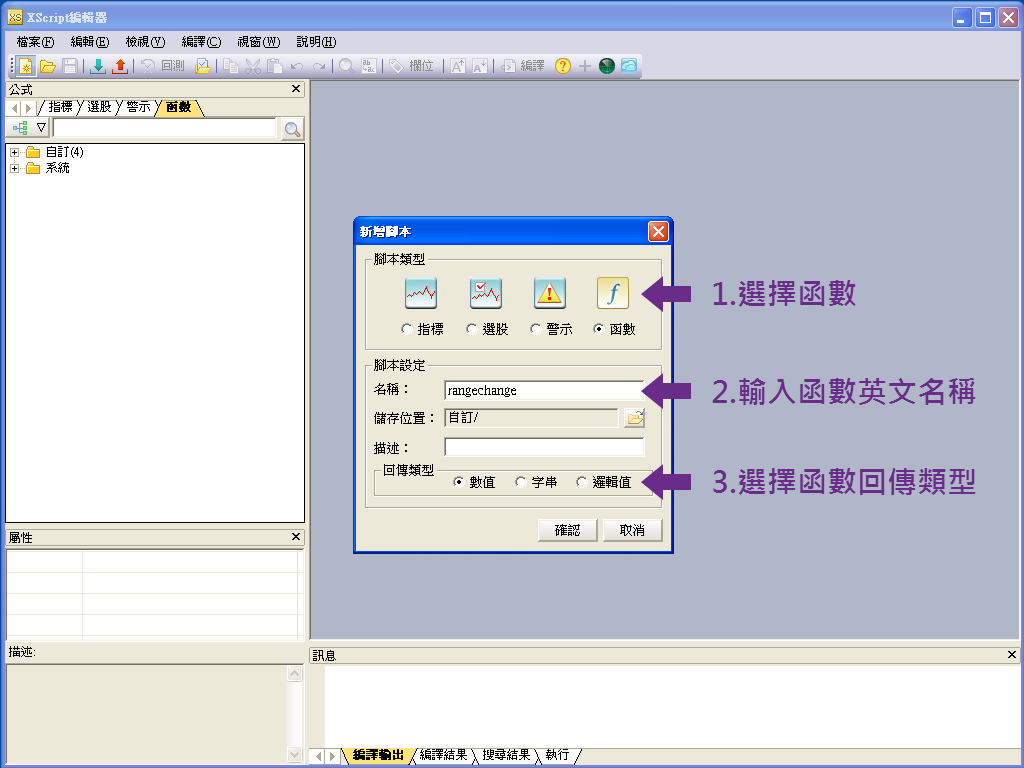 XScript編輯器
檔案(F) 編輯(E) 檢視(V) 編譯(C) 視窗(W) 說明(H)
回測 欄位 編譯
公式
指標 選股 警示 函數
自訂(4)
系統
新增腳本
腳本類型
指標 選股 警示 函數
1.選擇函數
腳本設定
名稱： rangechange
2.輸入函數英文名稱
儲存位置： 自訂/
描述：
回傳類型
數值 字串 邏輯值
3.選擇函數回傳類型
確認 取消
屬性
描述:
訊息
編譯輸出 編譯結果 搜尋結果 執行